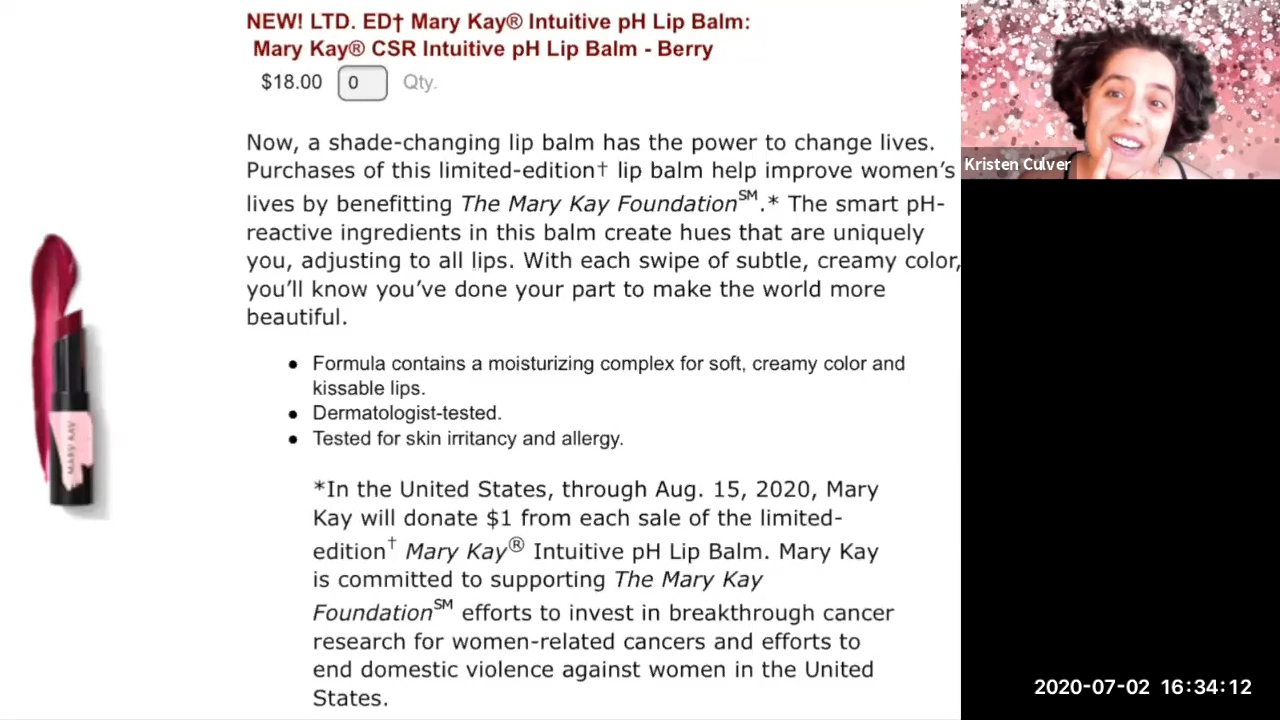 NEW! LTD. ED† Mary Kay® Intuitive pH Lip Balm:
Mary Kay® CSR Intuitive pH Lip Balm - Berry
$18.00 0 Qty.
Now, a shade-changing lip balm has the power to change lives.
Purchases of this limited-edition† lip balm help improve women’s
lives by benefitting The Mary Kay Foundation℠.* The smart pH-
reactive ingredients in this balm create hues that are uniquely
you, adjusting to all lips. With each swipe of subtle, creamy color,
you’ll know you’ve done your part to make the world more
beautiful.
● Formula contains a moisturizing complex for soft, creamy color and
kissable lips.
● Dermatologist-tested.
● Tested for skin irritancy and allergy.
*In the United States, through Aug. 15, 2020, Mary
Kay will donate $1 from each sale of the limited-
edition† Mary Kay® Intuitive pH Lip Balm. Mary Kay
is committed to supporting The Mary Kay
Foundation℠ efforts to invest in breakthrough cancer
research for women-related cancers and efforts to
end domestic violence against women in the United
States.
MARY KAY
Kristen Culver
2020-07-02 16:34:12